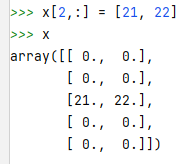 >>> x[2,:] = [21, 22]
>>> x
array([[ 0.,  0.],
       [ 0.,  0.],
       [21., 22.],
       [ 0.,  0.],
       [ 0.,  0.]])